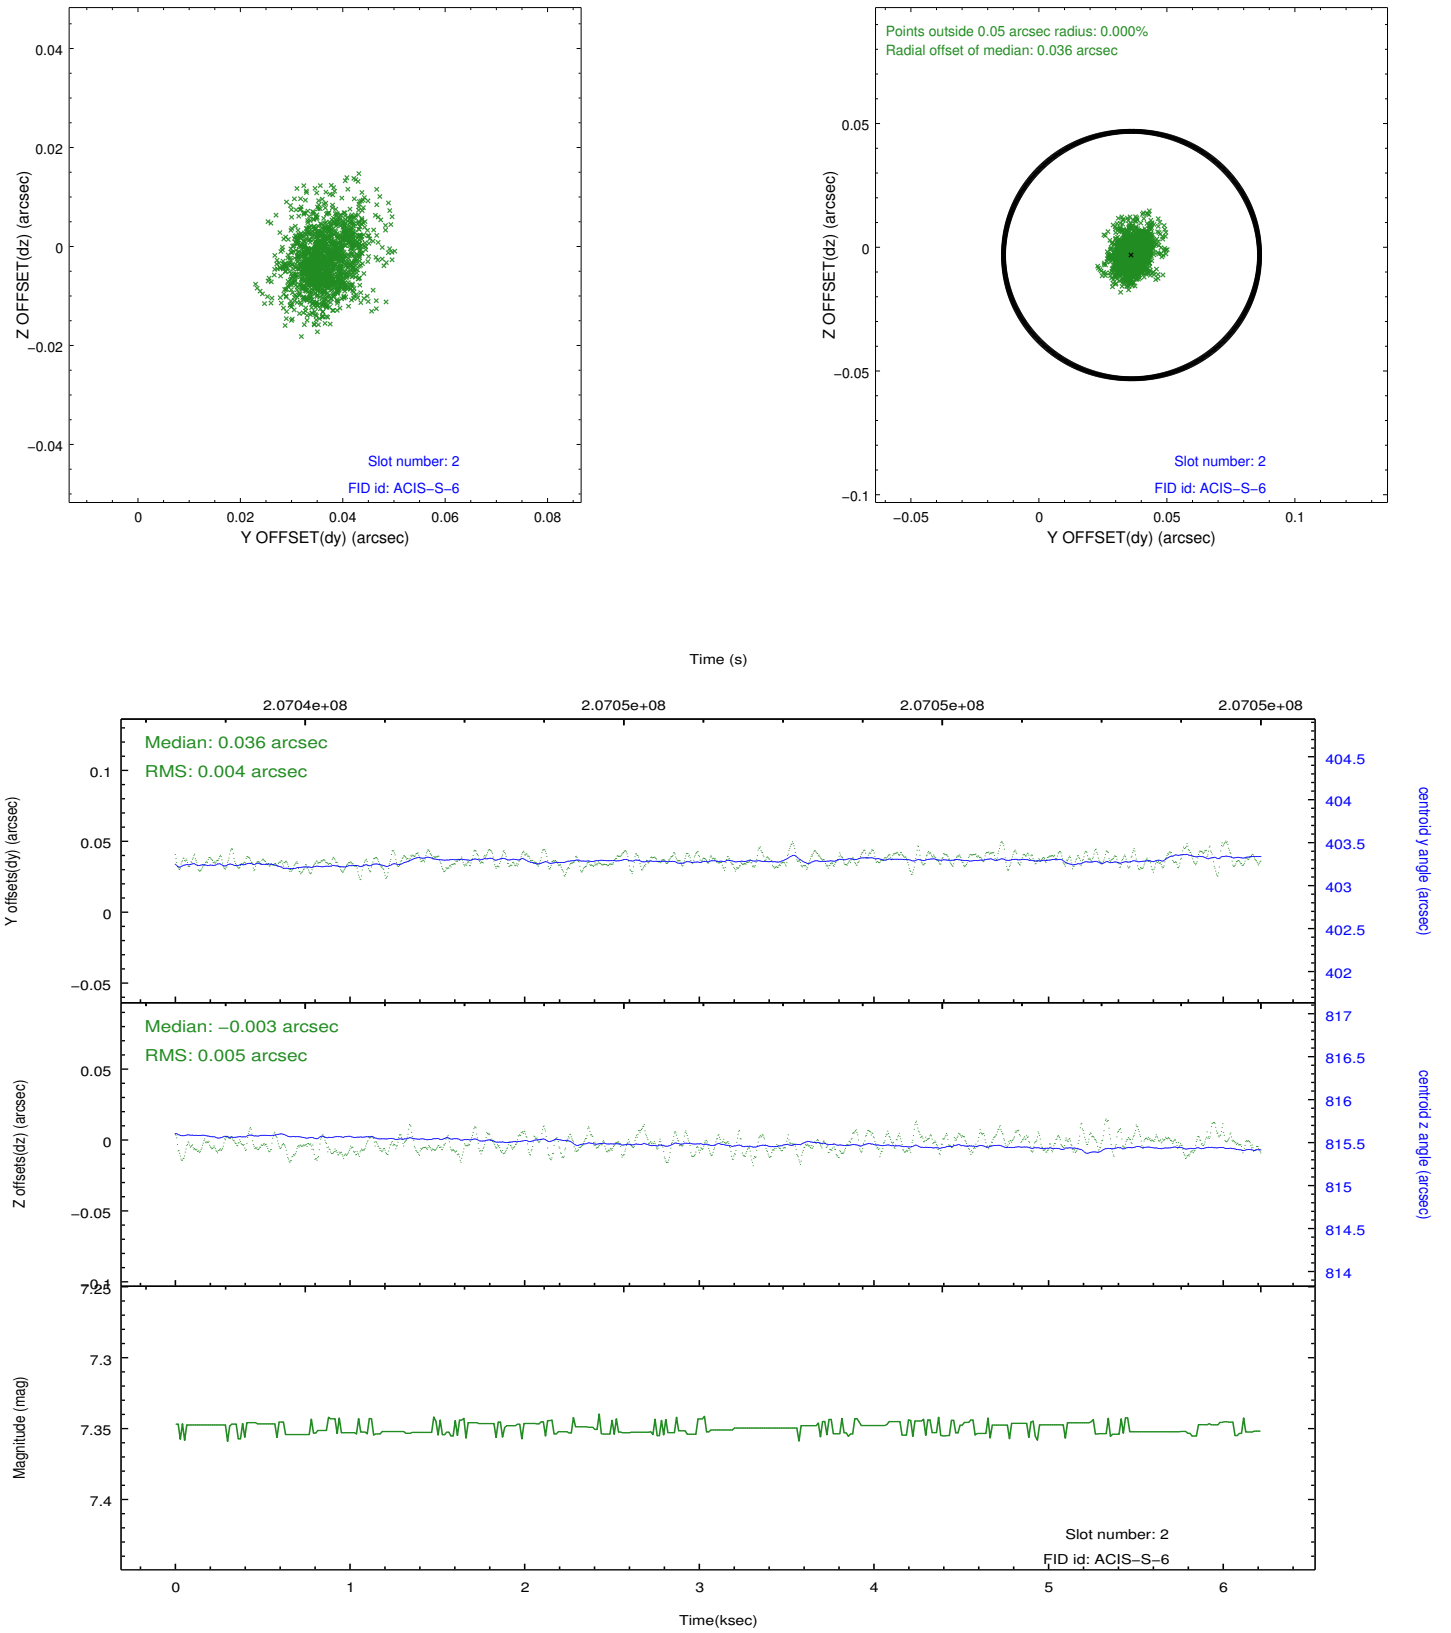 0.04
0.02
0
−0.02
−0.04
Z OFFSET(dz) (arcsec)
Slot number: 2
FID id: ACIS−S−6
0
0.02
0.04
0.06
0.08
Y OFFSET(dy) (arcsec)
Points outside 0.05 arcsec radius: 0.000%
Radial offset of median: 0.036 arcsec
0.05
0
−0.05
−0.1
Z OFFSET(dz) (arcsec)
Slot number: 2
FID id: ACIS−S−6
−0.05
0
0.05
0.1
Y OFFSET(dy) (arcsec)
Time (s)
2.0704e+08
2.0705e+08
2.0705e+08
2.0705e+08
Median: 0.036 arcsec
RMS: 0.004 arcsec
0.1
0.05
0
−0.05
Y offsets(dy) (arcsec)
404.5
404
403.5
403
402.5
402
centroid y angle (arcsec)
Median: −0.003 arcsec
RMS: 0.005 arcsec
0.05
0
−0.05
−0.1
Z offsets(dz) (arcsec)
817
816.5
816
815.5
815
814.5
814
centroid z angle (arcsec)
7.25
7.3
7.35
7.4
Magnitude (mag)
Slot number: 2
FID id: ACIS−S−6
0
1
2
3
4
5
6
Time(ksec)